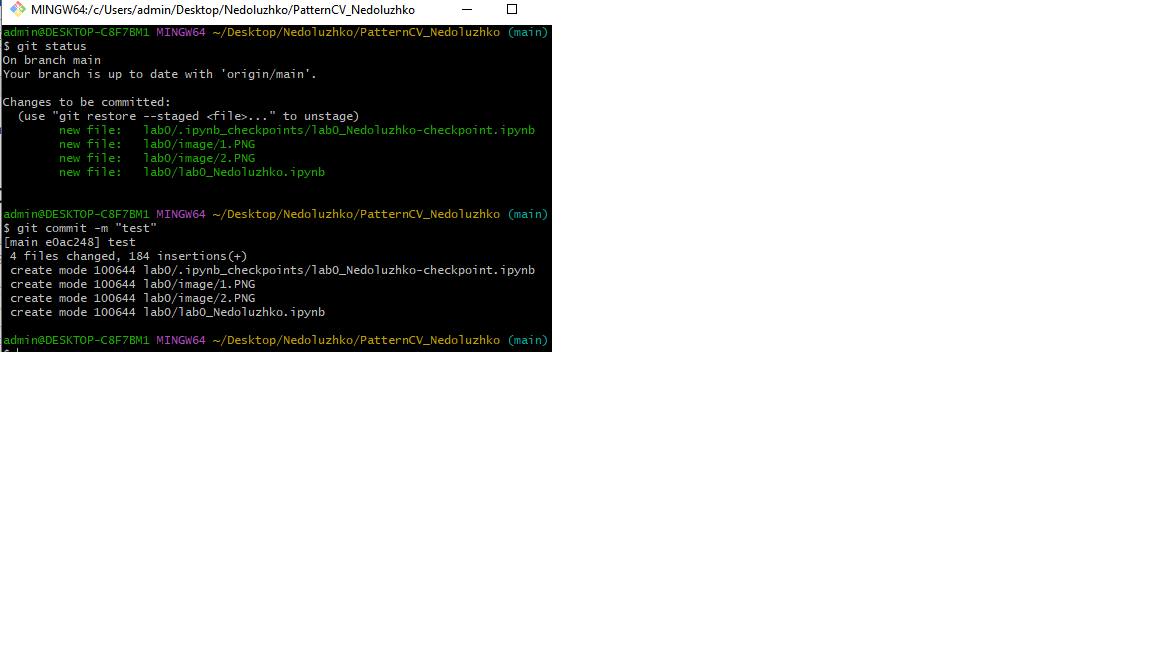 MINGW64:/c/Users/admin/Desktop/Nedoluzhko/PatternCV_Nedoluzhko
admin@DESKTOP-C8F7BM1 MINGW64 ~/Desktop/Nedoluzhko/PatternCV_Nedoluzhko (main)
$ git status
On branch main
Your branch is up to date with 'origin/main'.
Changes to be committed:
  (use "git restore --staged <file>..." to unstage)
        new file:   lab0/.ipynb_checkpoints/lab0_Nedoluzhko-checkpoint.ipynb
        new file:   lab0/image/1.PNG
        new file:   lab0/image/2.PNG
        new file:   lab0/lab0_Nedoluzhko.ipynb
admin@DESKTOP-C8F7BM1 MINGW64 ~/Desktop/Nedoluzhko/PatternCV_Nedoluzhko (main)
$ git commit -m "test"
[main e0ac248] test
 4 files changed, 184 insertions(+)
 create mode 100644 lab0/.ipynb_checkpoints/lab0_Nedoluzhko-checkpoint.ipynb
 create mode 100644 lab0/image/1.PNG
 create mode 100644 lab0/image/2.PNG
 create mode 100644 lab0/lab0_Nedoluzhko.ipynb
admin@DESKTOP-C8F7BM1 MINGW64 ~/Desktop/Nedoluzhko/PatternCV_Nedoluzhko (main)
$